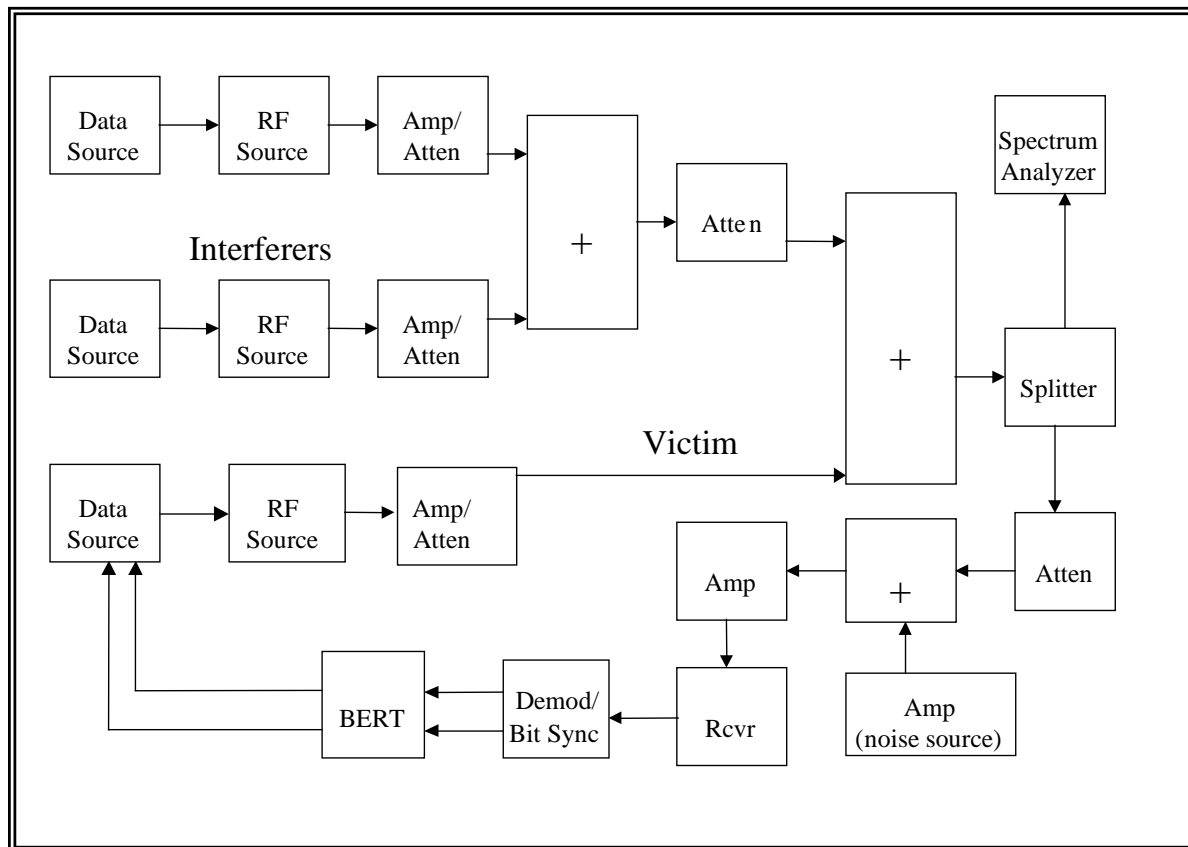 Data
Source
RF
Source
Amp/
Atten
+
Atten
Spectrum
Analyzer
Interferers
Data
Source
RF
Source
Amp/
Atten
+
Splitter
Victim
Data
Source
RF
Source
Amp/
Atten
Amp
+
Atten
BERT
Demod/
Bit Sync
Rcvr
Amp
(noise source)